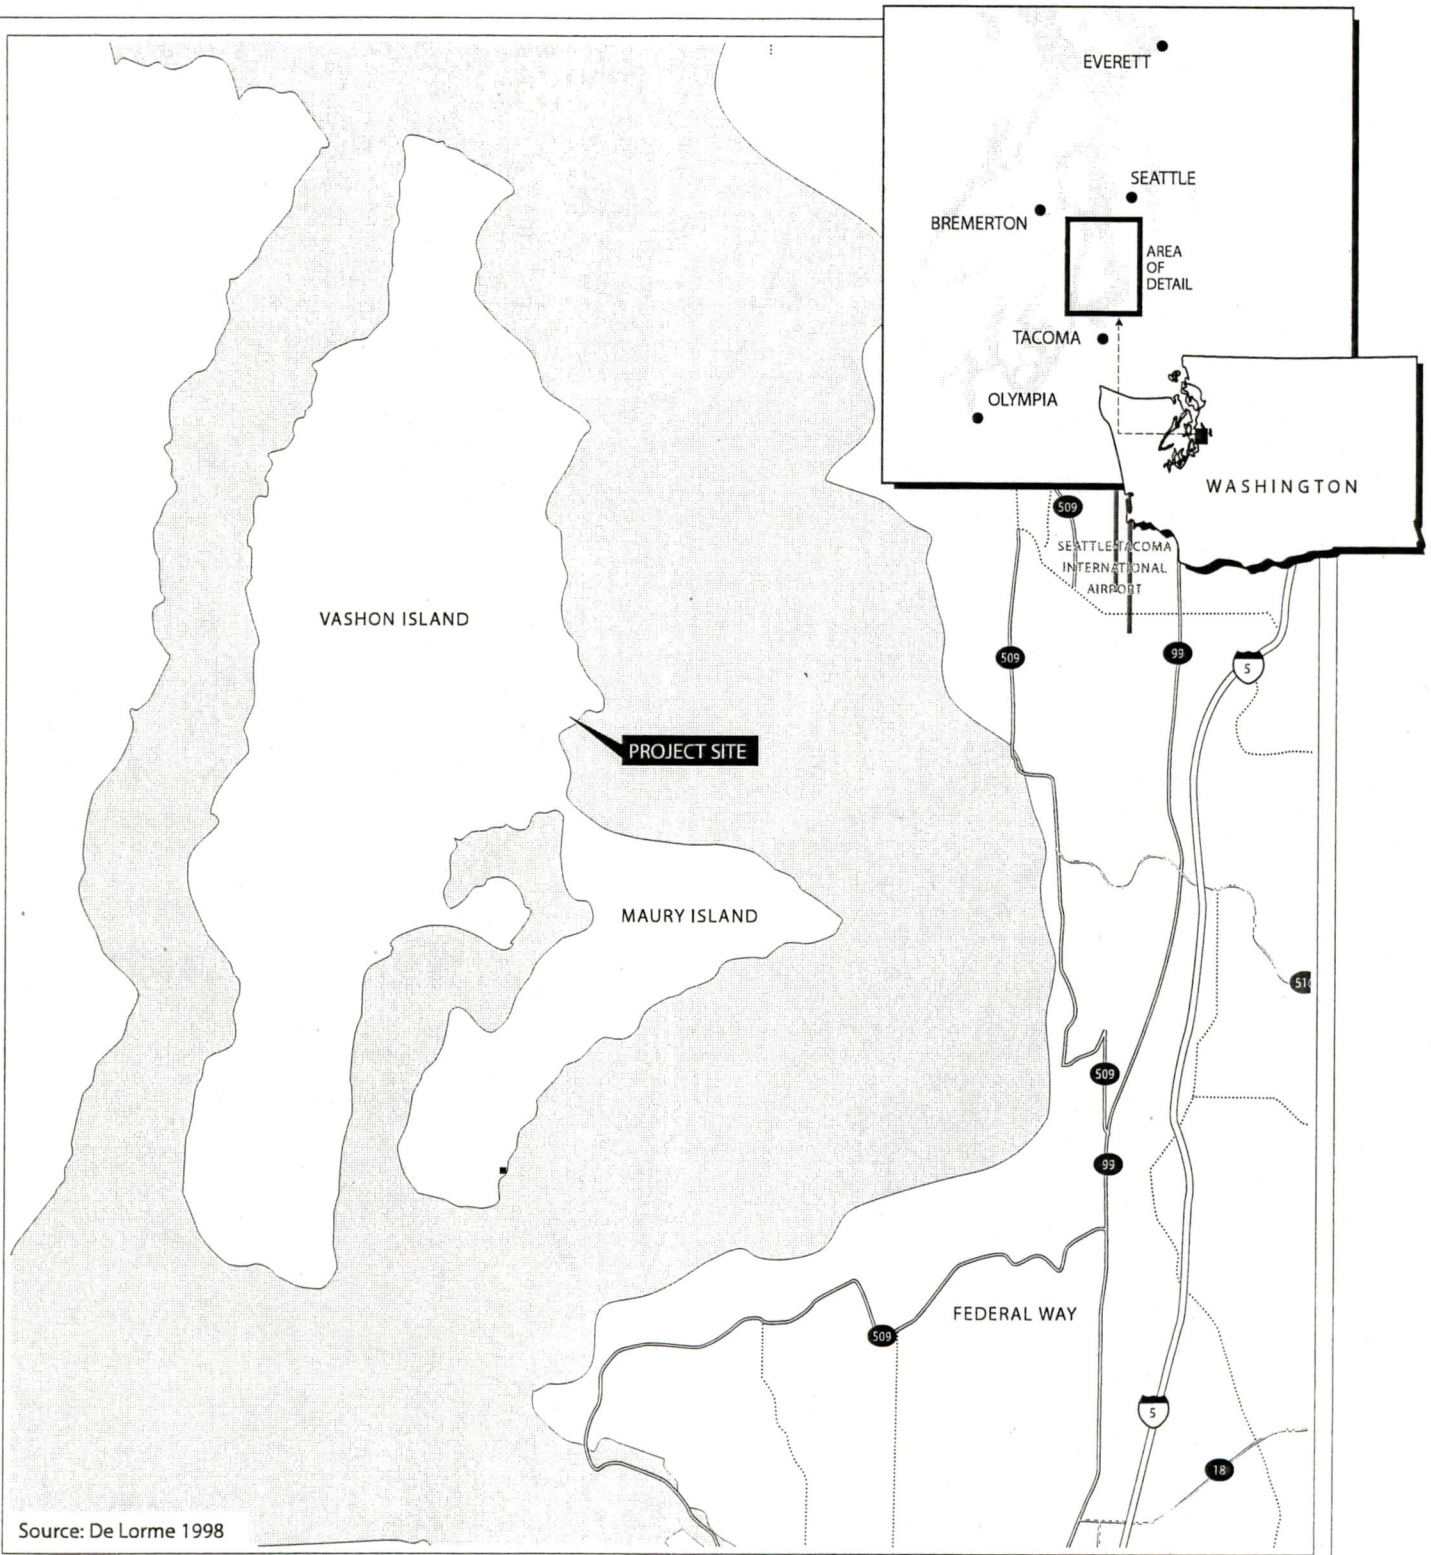 EVERETT
SEATTLE
BREMERTON
AREA
OF
DETAIL
TACOMA
OLYMPIA
WASHINGTON
509
SEATTLE-TACOMA
INTERNATIONAL
AIRPORT
VASHON ISLAND
509
99
5
PROJECT SITE
MAURY ISLAND
509
99
FEDERAL WAY
509
5
18
Source: De Lorme 1998